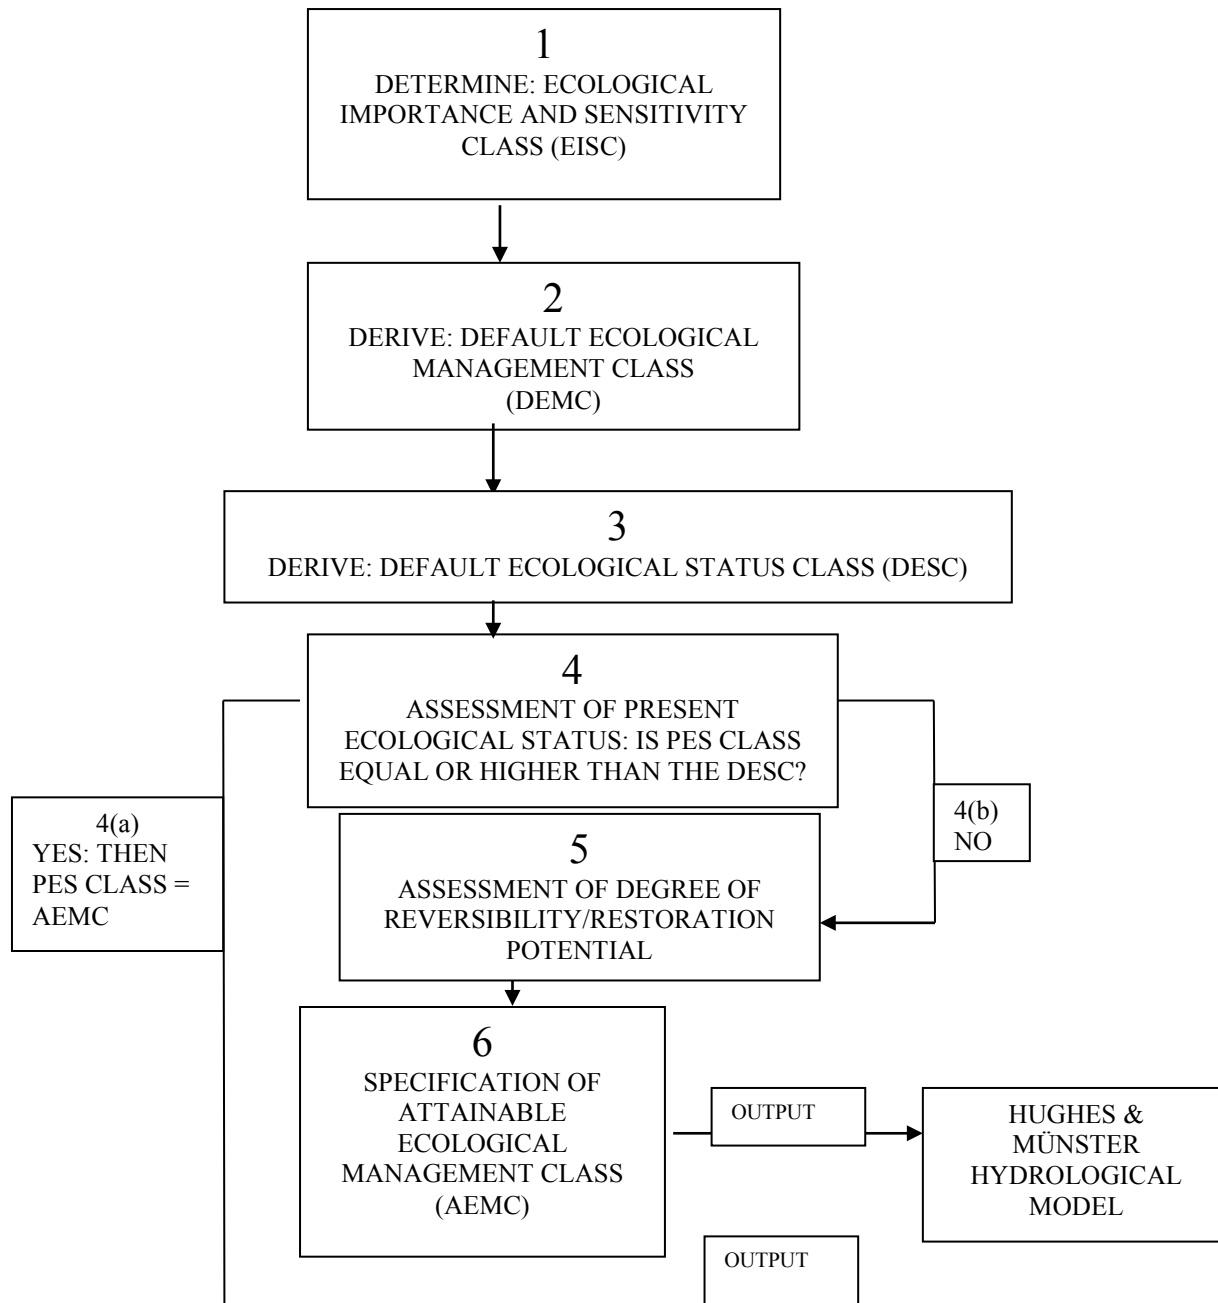 1
DETERMINE: ECOLOGICAL
IMPORTANCE AND SENSITIVITY
CLASS (EISC)
2
DERIVE: DEFAULT ECOLOGICAL
MANAGEMENT CLASS
(DEMC)
3
DERIVE: DEFAULT ECOLOGICAL STATUS CLASS (DESC)
4
ASSESSMENT OF PRESENT
ECOLOGICAL STATUS: IS PES CLASS
EQUAL OR HIGHER THAN THE DESC?
4(a)
YES: THEN
PES CLASS =
AEMC
4(b)
NO
5
ASSESSMENT OF DEGREE OF
REVERSIBILITY/RESTORATION
POTENTIAL
6
SPECIFICATION OF
ATTAINABLE
ECOLOGICAL
MANAGEMENT CLASS
(AEMC)
OUTPUT
HUGHES &
MÜNSTER
HYDROLOGICAL
MODEL
OUTPUT